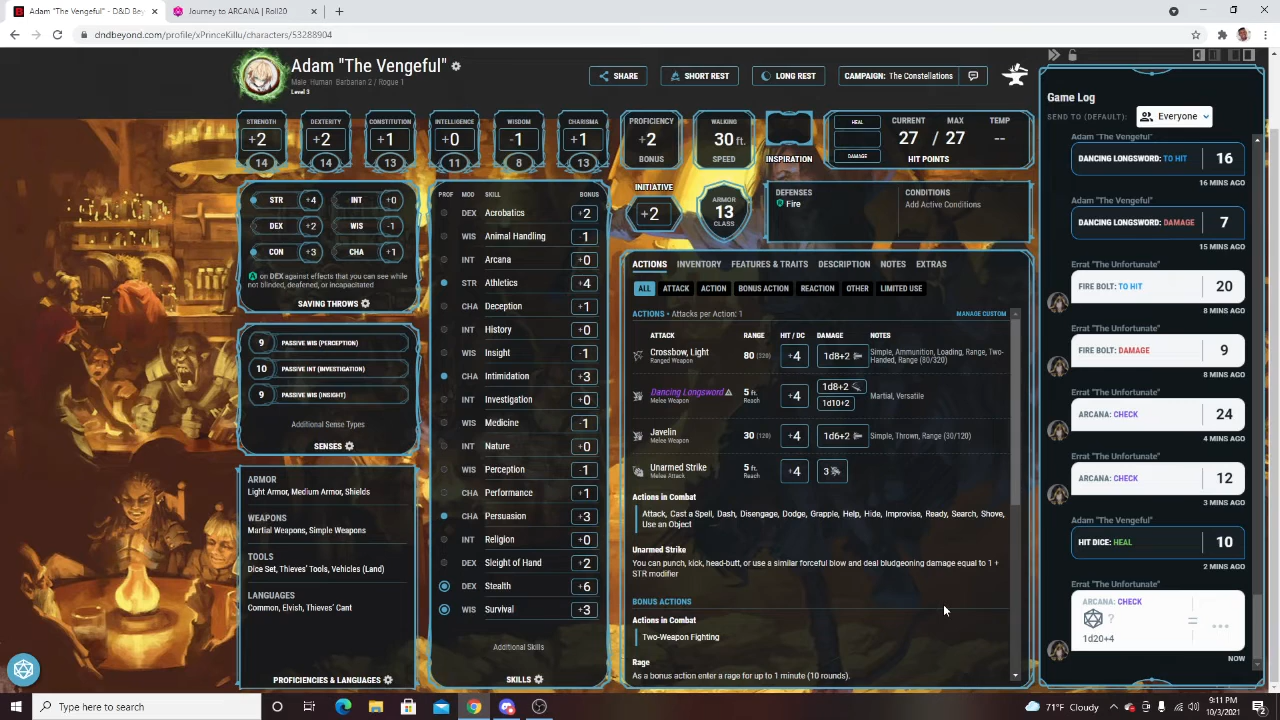 Adam "The Vengeful" - D&D Bey
Journey to ARCANA | Roll20
dndbeyond.com/profile/xPrinceKillu/characters/53288904
Adam "The Vengeful"
Male Human Barbarian 2 / Rogue 1
Level 3
SHARE
SHORT REST
LONG REST
CAMPAIGN: The Constellations
STRENGTH
+2
14
DEXTERITY
+2
14
CONSTITUTION
+1
13
INTELLIGENCE
+0
11
WISDOM
-1
8
CHARISMA
+1
13
PROFICIENCY
+2
BONUS
WALKING
30 ft.
SPEED
INSPIRATION
HEAL
DAMAGE
CURRENT MAX TEMP
27 / 27 --
HIT POINTS
STR +4 INT +0
DEX +2 WIS -1
CON +3 CHA +1
on DEX against effects that you can see while
not blinded, deafened, or incapacitated
SAVING THROWS
9 PASSIVE WIS (PERCEPTION)
10 PASSIVE INT (INVESTIGATION)
9 PASSIVE WIS (INSIGHT)
Additional Sense Types
SENSES
ARMOR
Light Armor, Medium Armor, Shields
WEAPONS
Martial Weapons, Simple Weapons
TOOLS
Dice Set, Thieves' Tools, Vehicles (Land)
LANGUAGES
Common, Elvish, Thieves' Cant
PROFICIENCIES & LANGUAGES
PROF MOD SKILL BONUS
DEX Acrobatics +2
WIS Animal Handling -1
INT Arcana +0
STR Athletics +4
CHA Deception +1
INT History +0
WIS Insight -1
CHA Intimidation +3
INT Investigation +0
WIS Medicine -1
INT Nature +0
WIS Perception -1
CHA Performance +1
CHA Persuasion +3
INT Religion +0
DEX Sleight of Hand +2
DEX Stealth +6
WIS Survival +3
Additional Skills
SKILLS
INITIATIVE
+2
ARMOR
13
CLASS
DEFENSES
Fire
CONDITIONS
Add Active Conditions
ACTIONS INVENTORY FEATURES & TRAITS DESCRIPTION NOTES EXTRAS
ALL ATTACK ACTION BONUS ACTION REACTION OTHER LIMITED USE
ACTIONS • Attacks per Action: 1 MANAGE CUSTOM
ATTACK RANGE HIT / DC DAMAGE NOTES
Crossbow, Light
Ranged Weapon
80 (320) +4 1d8+2
Simple, Ammunition, Loading, Range, Two-
Handed, Range (80/320)
Dancing Longsword
Melee Weapon
5 ft.
Reach
+4
1d8+2
1d10+2
Martial, Versatile
Javelin
Melee Weapon
30 (120) +4 1d6+2 Simple, Thrown, Range (30/120)
Unarmed Strike
Melee Attack
5 ft.
Reach
+4 3
Actions in Combat
Attack, Cast a Spell, Dash, Disengage, Dodge, Grapple, Help, Hide, Improvise, Ready, Search, Shove,
Use an Object
Unarmed Strike
You can punch, kick, head-butt, or use a similar forceful blow and deal bludgeoning damage equal to 1 +
STR modifier
BONUS ACTIONS
Actions in Combat
Two-Weapon Fighting
Rage
As a bonus action enter a rage for up to 1 minute (10 rounds).
Game Log
SEND TO (DEFAULT): Everyone
Adam "The Vengeful"
DANCING LONGSWORD: TO HIT 16
16 MINS AGO
Adam "The Vengeful"
DANCING LONGSWORD: DAMAGE 7
15 MINS AGO
Errat "The Unfortunate"
FIRE BOLT: TO HIT 20
8 MINS AGO
Errat "The Unfortunate"
FIRE BOLT: DAMAGE 9
8 MINS AGO
Errat "The Unfortunate"
ARCANA: CHECK 24
4 MINS AGO
Errat "The Unfortunate"
ARCANA: CHECK 12
3 MINS AGO
Adam "The Vengeful"
HIT DICE: HEAL 10
2 MINS AGO
Errat "The Unfortunate"
ARCANA: CHECK
? = ...
1d20+4
NOW
Type here to search
71°F Cloudy
9:11 PM
10/3/2021
2